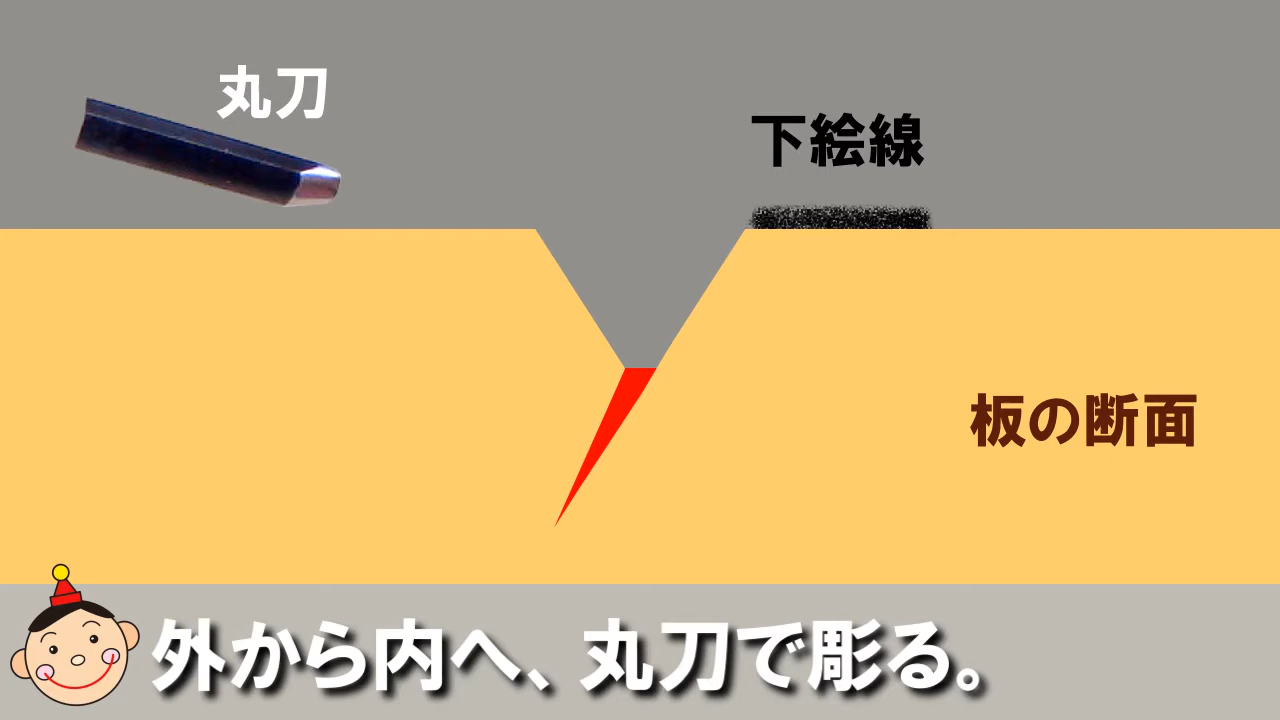 丸刀
下絵線
板の断面
外から内へ、丸刀で彫る。